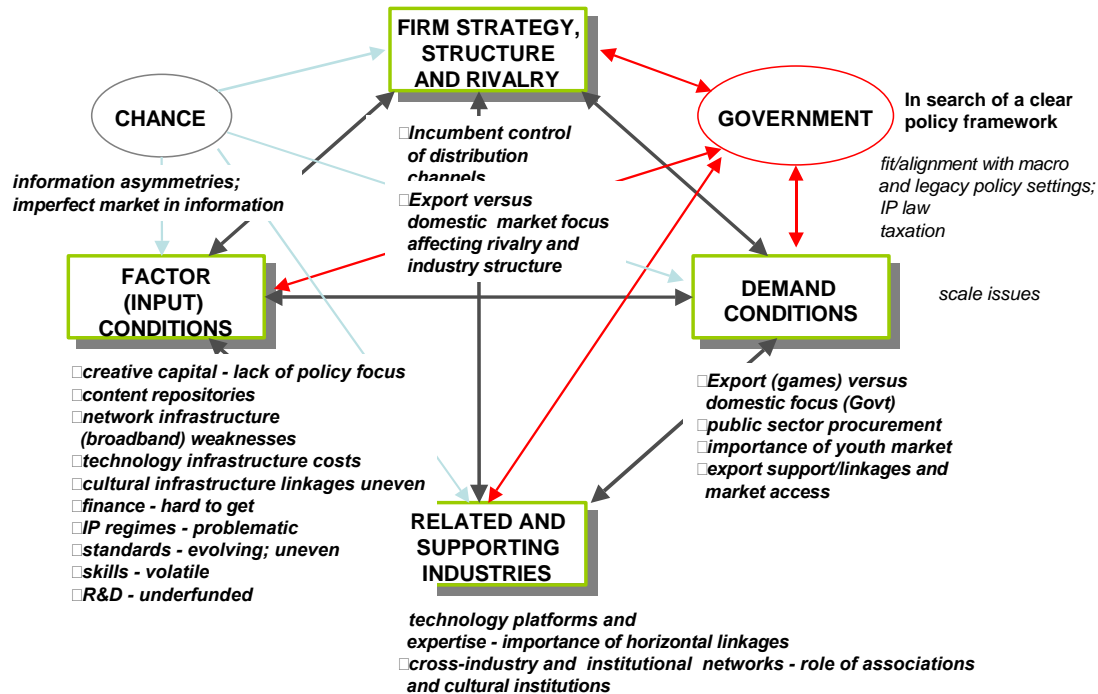 FIRM STRATEGY,
STRUCTURE
AND RIVALRY
CHANCE
GOVERNMENT
In search of a clear
policy framework
□Incumbent control
of distribution
channels
□Export versus
domestic market focus
affecting rivalry and
industry structure
fit/alignment with macro
and legacy policy settings;
IP law
taxation
information asymmetries;
imperfect market in information
FACTOR
(INPUT)
CONDITIONS
DEMAND
CONDITIONS
scale issues
□creative capital - lack of policy focus
□content repositories
□network infrastructure
(broadband) weaknesses
□technology infrastructure costs
□cultural infrastructure linkages uneven
□finance - hard to get
□IP regimes - problematic
□standards - evolving; uneven
□skills - volatile
□R&D - underfunded
□Export (games) versus
domestic focus (Govt)
□public sector procurement
□importance of youth market
□export support/linkages and
market access
RELATED AND
SUPPORTING
INDUSTRIES
technology platforms and
expertise - importance of horizontal linkages
□cross-industry and institutional networks - role of associations
and cultural institutions